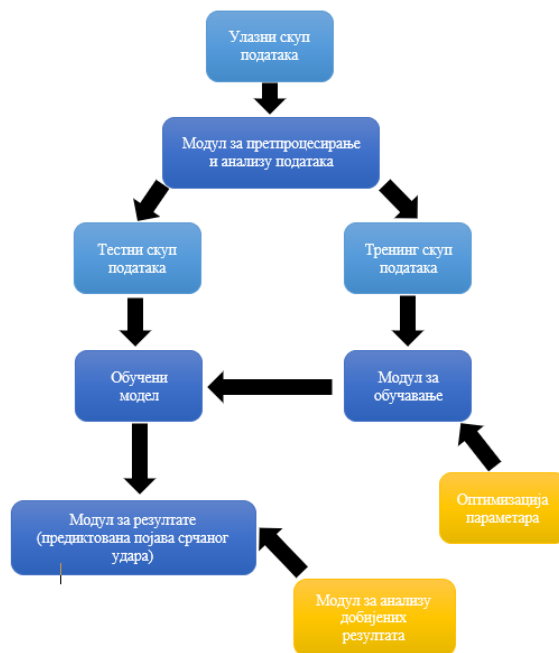 Улазни скуп
података
Модул за претпроцесирање
и анализу података
Тестни скуп
података
Тренинг скуп
података
Обучени
модел
Модул за
обучавање
Оптимизација
параметара
Модул за резултате
(предиктована појава срчаног
удара)
Модул за анализу
добијених
резултата